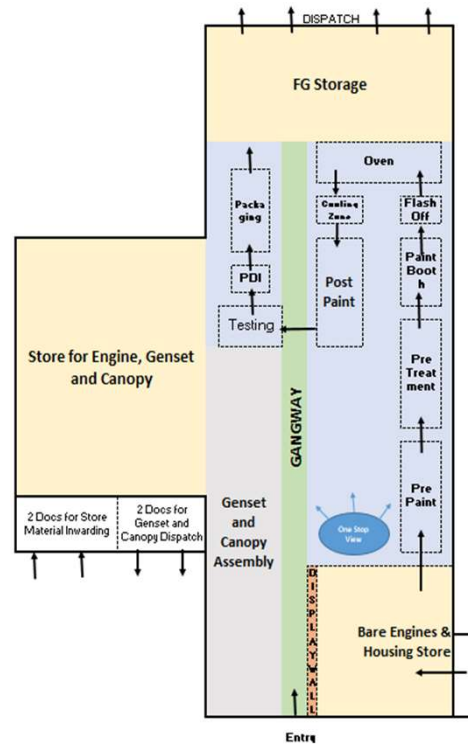 DISPATCH
FG Storage
Oven
Packa
ging
Cooling
Zone
Flash
Off
PDI
Post
Paint
Paint
Boot
h
Testing
Store for Engine, Genset
and Canopy
Pre
Treat
ment
GANGWAY
2 Docs for Store
Material Inwarding
2 Docs for
Genset and
Canopy Dispatch
Genset
and
Canopy
Assembly
Pre
Paint
One Stop
View
DISPLAY WALL
Bare Engines &
Housing Store
Entry